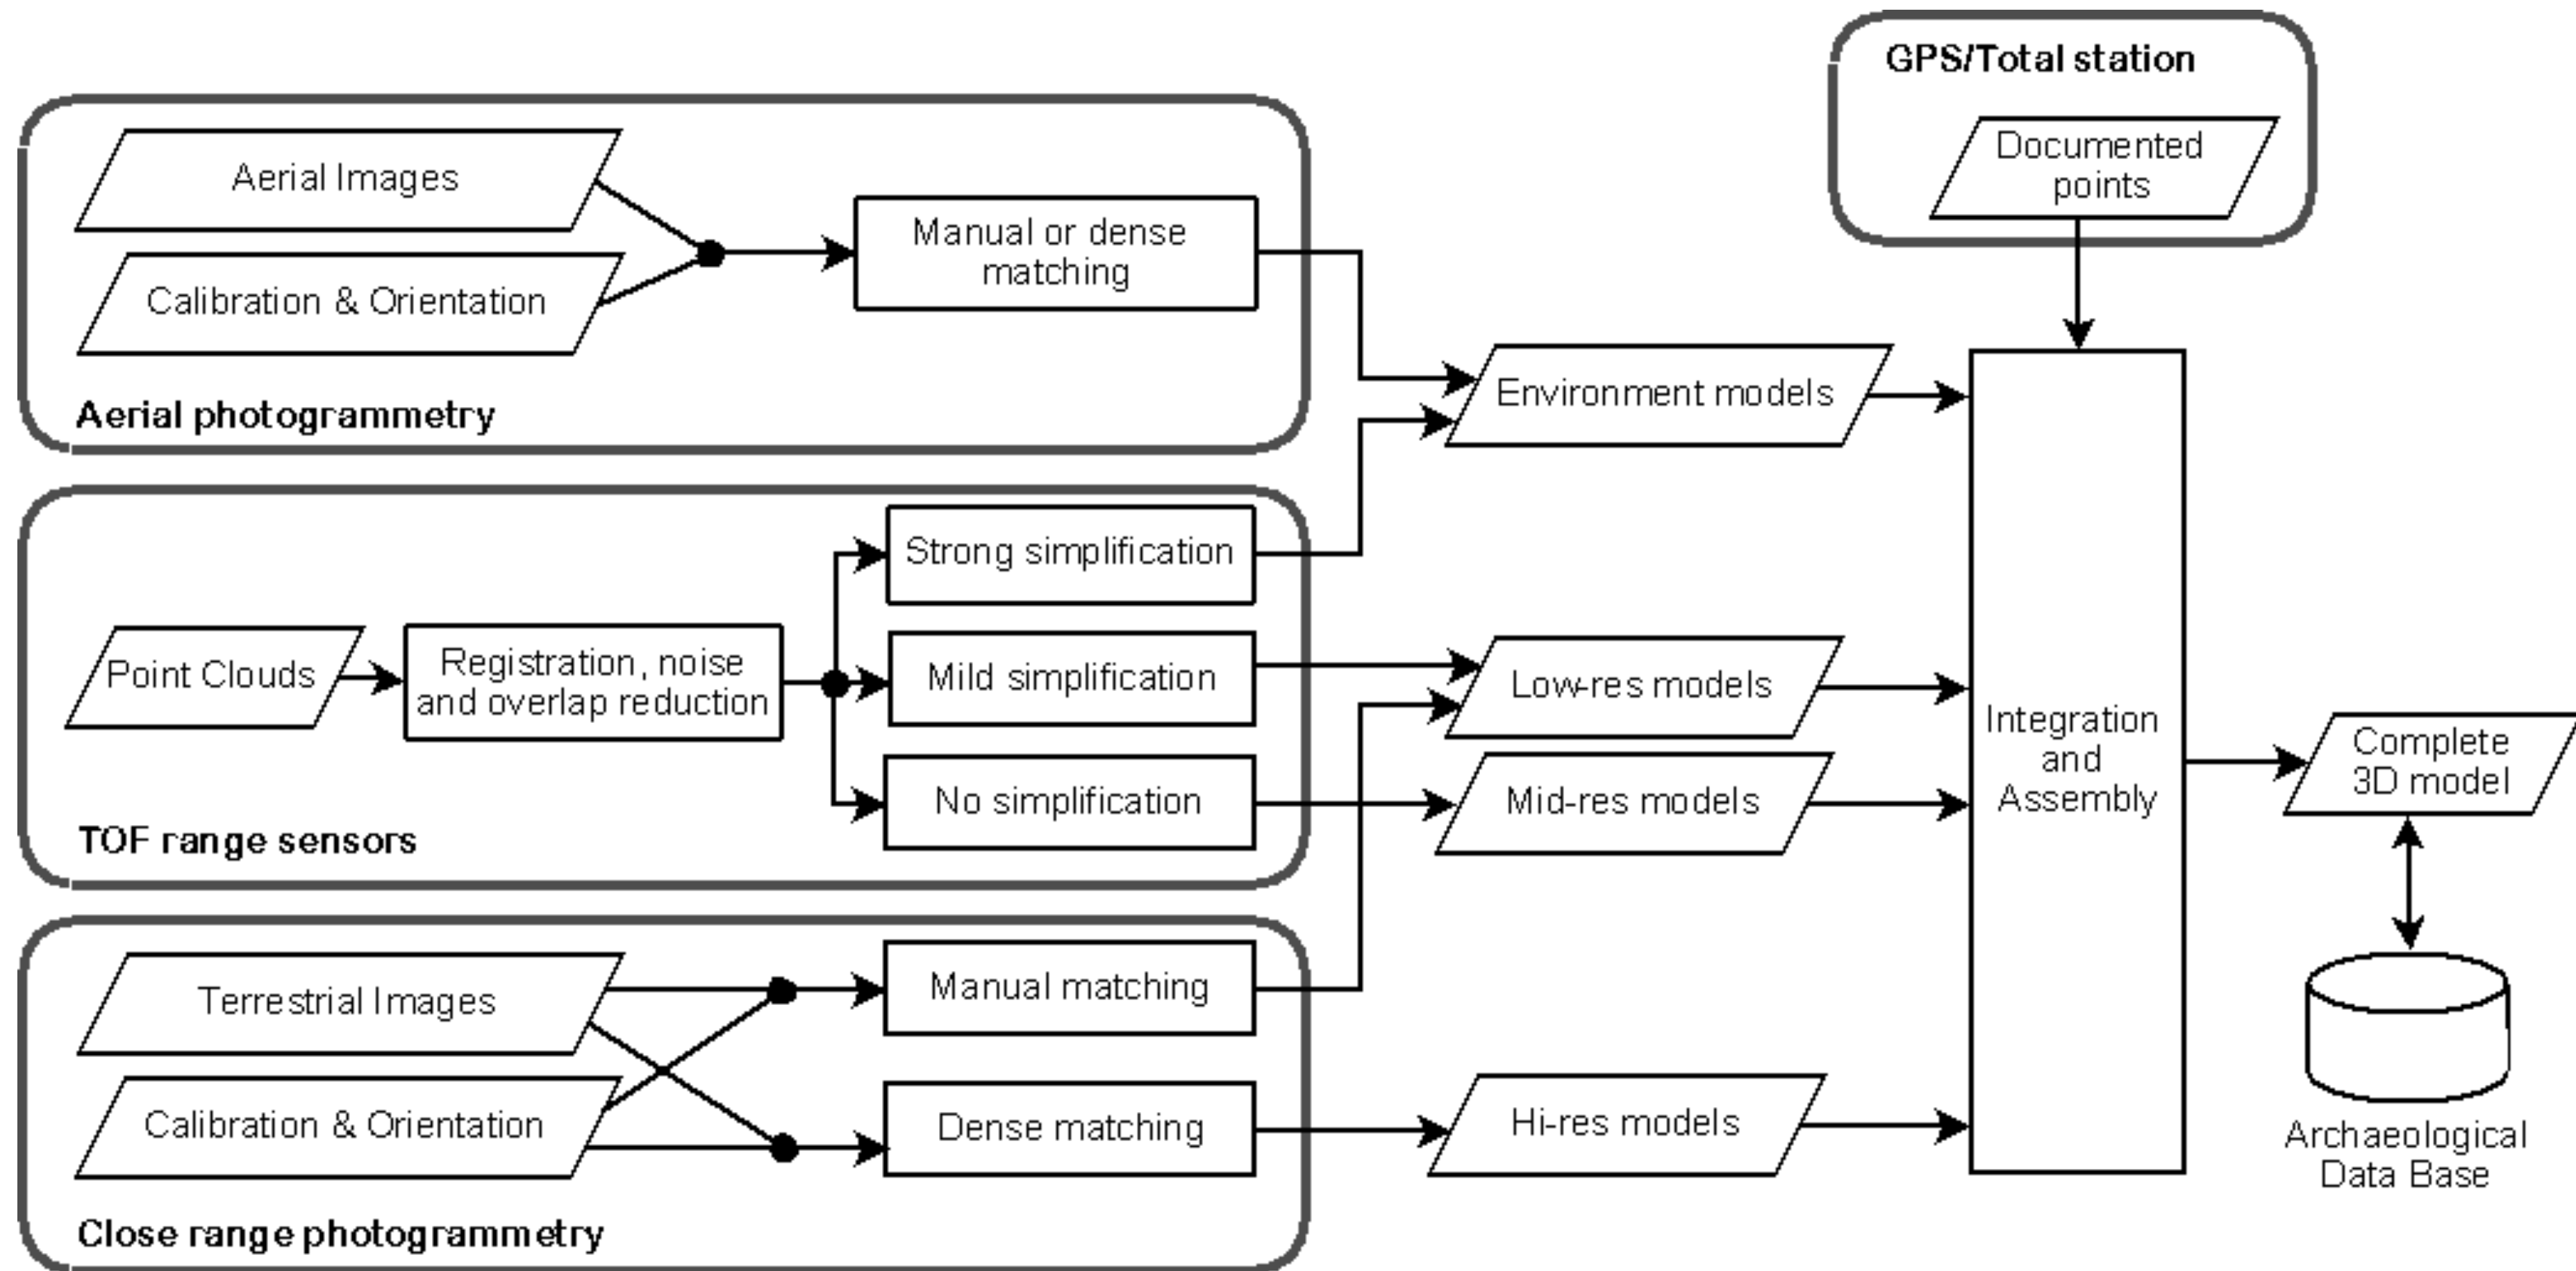 GPS/Total station
Documented
points
Aerial Images
Calibration & Orientation
Manual or dense
matching
Aerial photogrammetry
Environment models
Point Clouds
Registration, noise
and overlap reduction
Strong simplification
Mild simplification
No simplification
TOF range sensors
Low-res models
Mid-res models
Integration
and
Assembly
Complete
3D model
Terrestrial Images
Calibration & Orientation
Manual matching
Dense matching
Close range photogrammetry
Hi-res models
Archaeological
Data Base